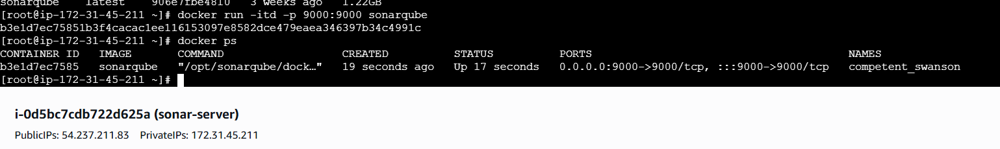 sonarqube    latest    906e7fbe4810   3 weeks ago   1.22GB
[root@ip-172-31-45-211 ~]# docker run -itd -p 9000:9000 sonarqube
b3e1d7ec75851b3f4cacac1ee116153097e8582dce479eaea346397b34c4991c
[root@ip-172-31-45-211 ~]# docker ps
CONTAINER ID   IMAGE       COMMAND                  CREATED          STATUS          PORTS                                       NAMES
b3e1d7ec7585   sonarqube   "/opt/sonarqube/dock…"   19 seconds ago   Up 17 seconds   0.0.0.0:9000->9000/tcp, :::9000->9000/tcp   competent_swanson
[root@ip-172-31-45-211 ~]#
i-0d5bc7cdb722d625a (sonar-server)
PublicIPs: 54.237.211.83    PrivateIPs: 172.31.45.211